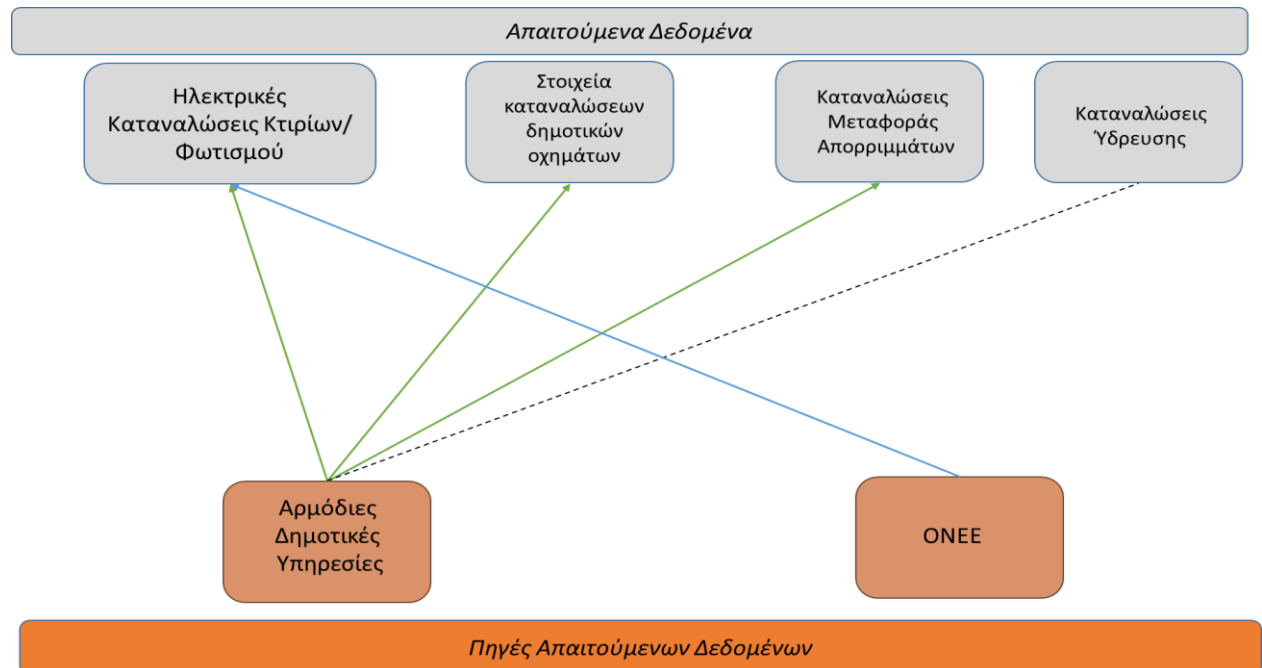 Απαιτούμενα Δεδομένα
Ηλεκτρικές
Καταναλώσεις Κτιρίων/
Φωτισμού
Στοιχεία
καταναλώσεων
δημοτικών
οχημάτων
Καταναλώσεις
Μεταφοράς
Απορριμμάτων
Καταναλώσεις
Ύδρευσης
Αρμόδιες
Δημοτικές
Υπηρεσίες
ONEE
Πηγές Απαιτούμενων Δεδομένων